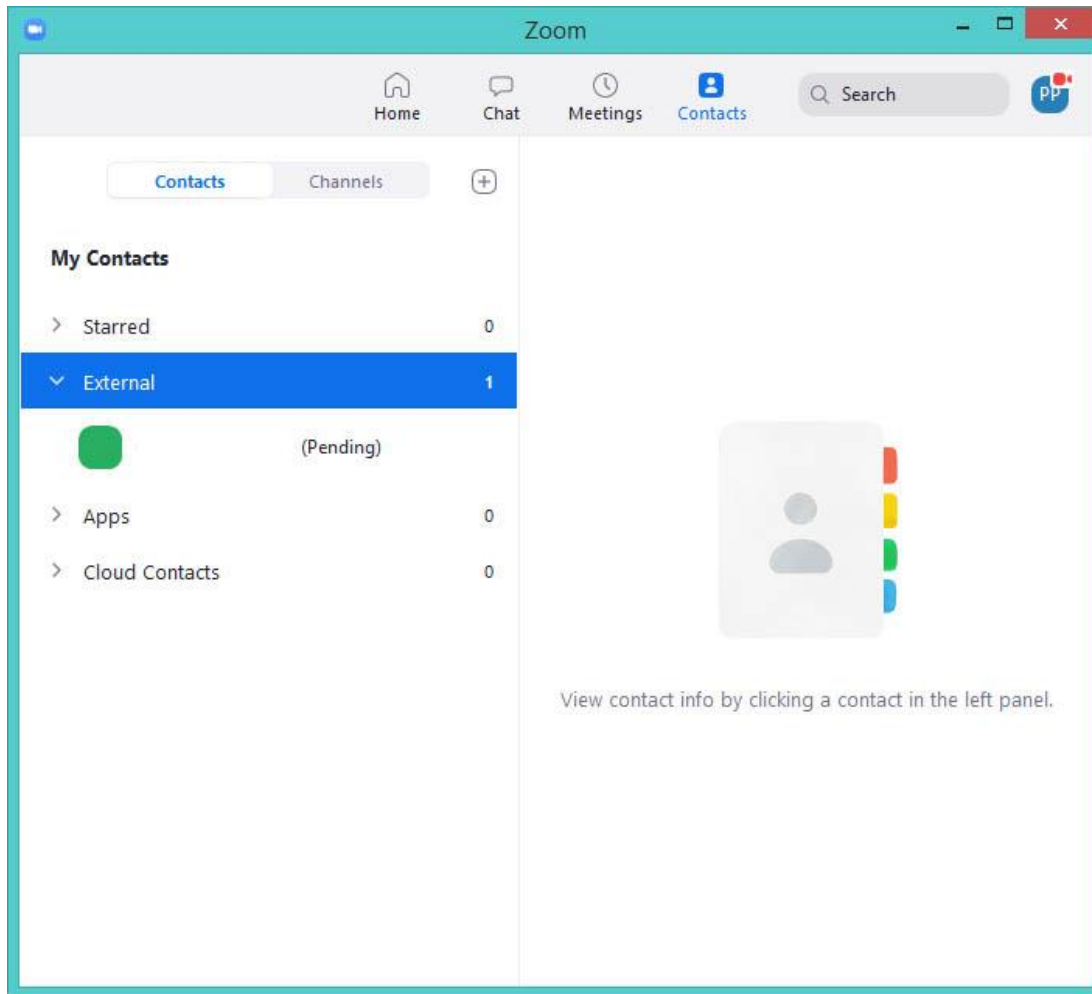 Zoom
Home Chat Meetings Contacts Search PP
Contacts Channels
My Contacts
Starred 0
External 1
(Pending)
Apps 0
Cloud Contacts 0
View contact info by clicking a contact in the left panel.